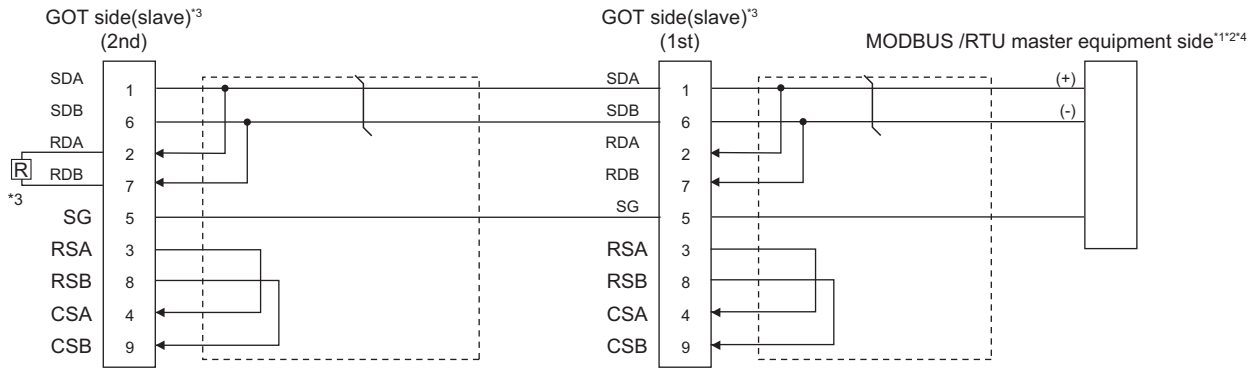 GOT side(slave)*3
(2nd)
GOT side(slave)*3
(1st)
MODBUS /RTU master equipment side*1*2*4
SDA 1 SDA 1 (+)
SDB 6 SDB 6 (-)
RDA 2 RDA 2
R RDB 7 RDB 7
*3
SG 5 SG 5
RSA 3 RSA 3
RSB 8 RSB 8
CSA 4 CSA 4
CSB 9 CSB 9